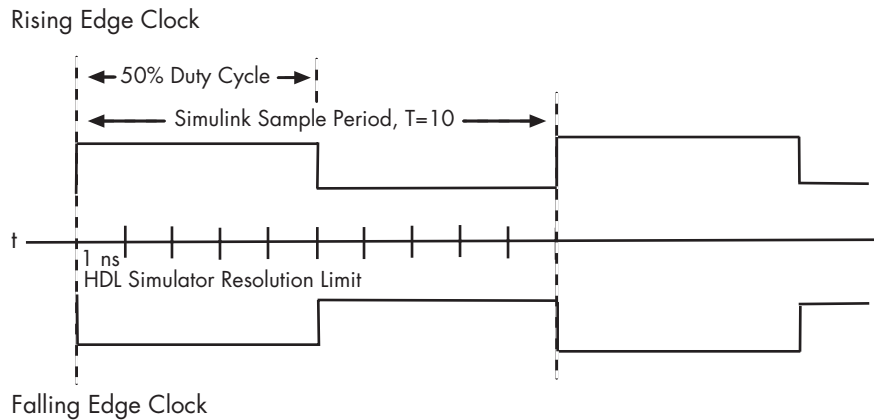 Rising Edge Clock
50% Duty Cycle
Simulink Sample Period, T=10
t
1 ns
HDL Simulator Resolution Limit
Falling Edge Clock